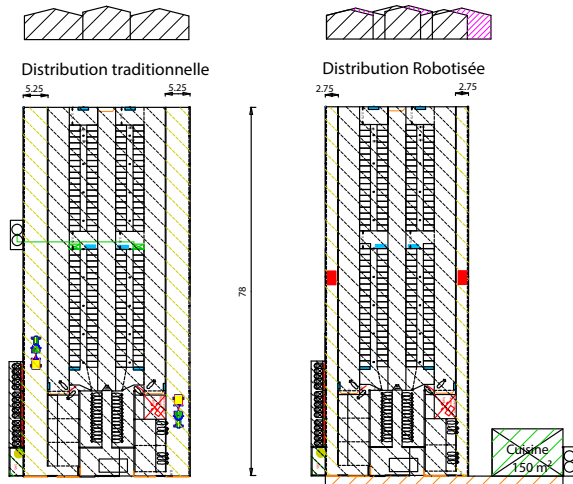 Distribution traditionnelle
Distribution Robotisée
5.25
5.25
2.75
2.75
78
Cuisine
150 m²